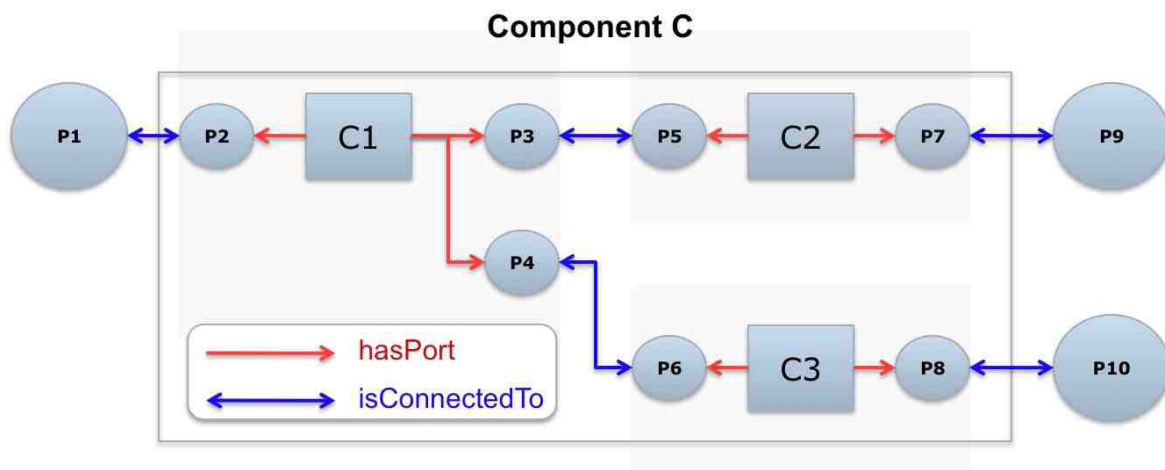 Component C
P1 P2 C1 P3 P5 C2 P7 P9
P4
P6 C3 P8 P10
hasPort
isConnectedTo